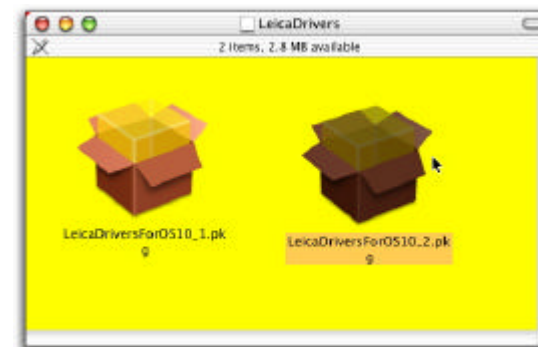 LeicaDrivers
2 items, 2.8 MB available
LeicaDriversForOS10_1.pk
g
LeicaDriversForOS10_2.pk
g